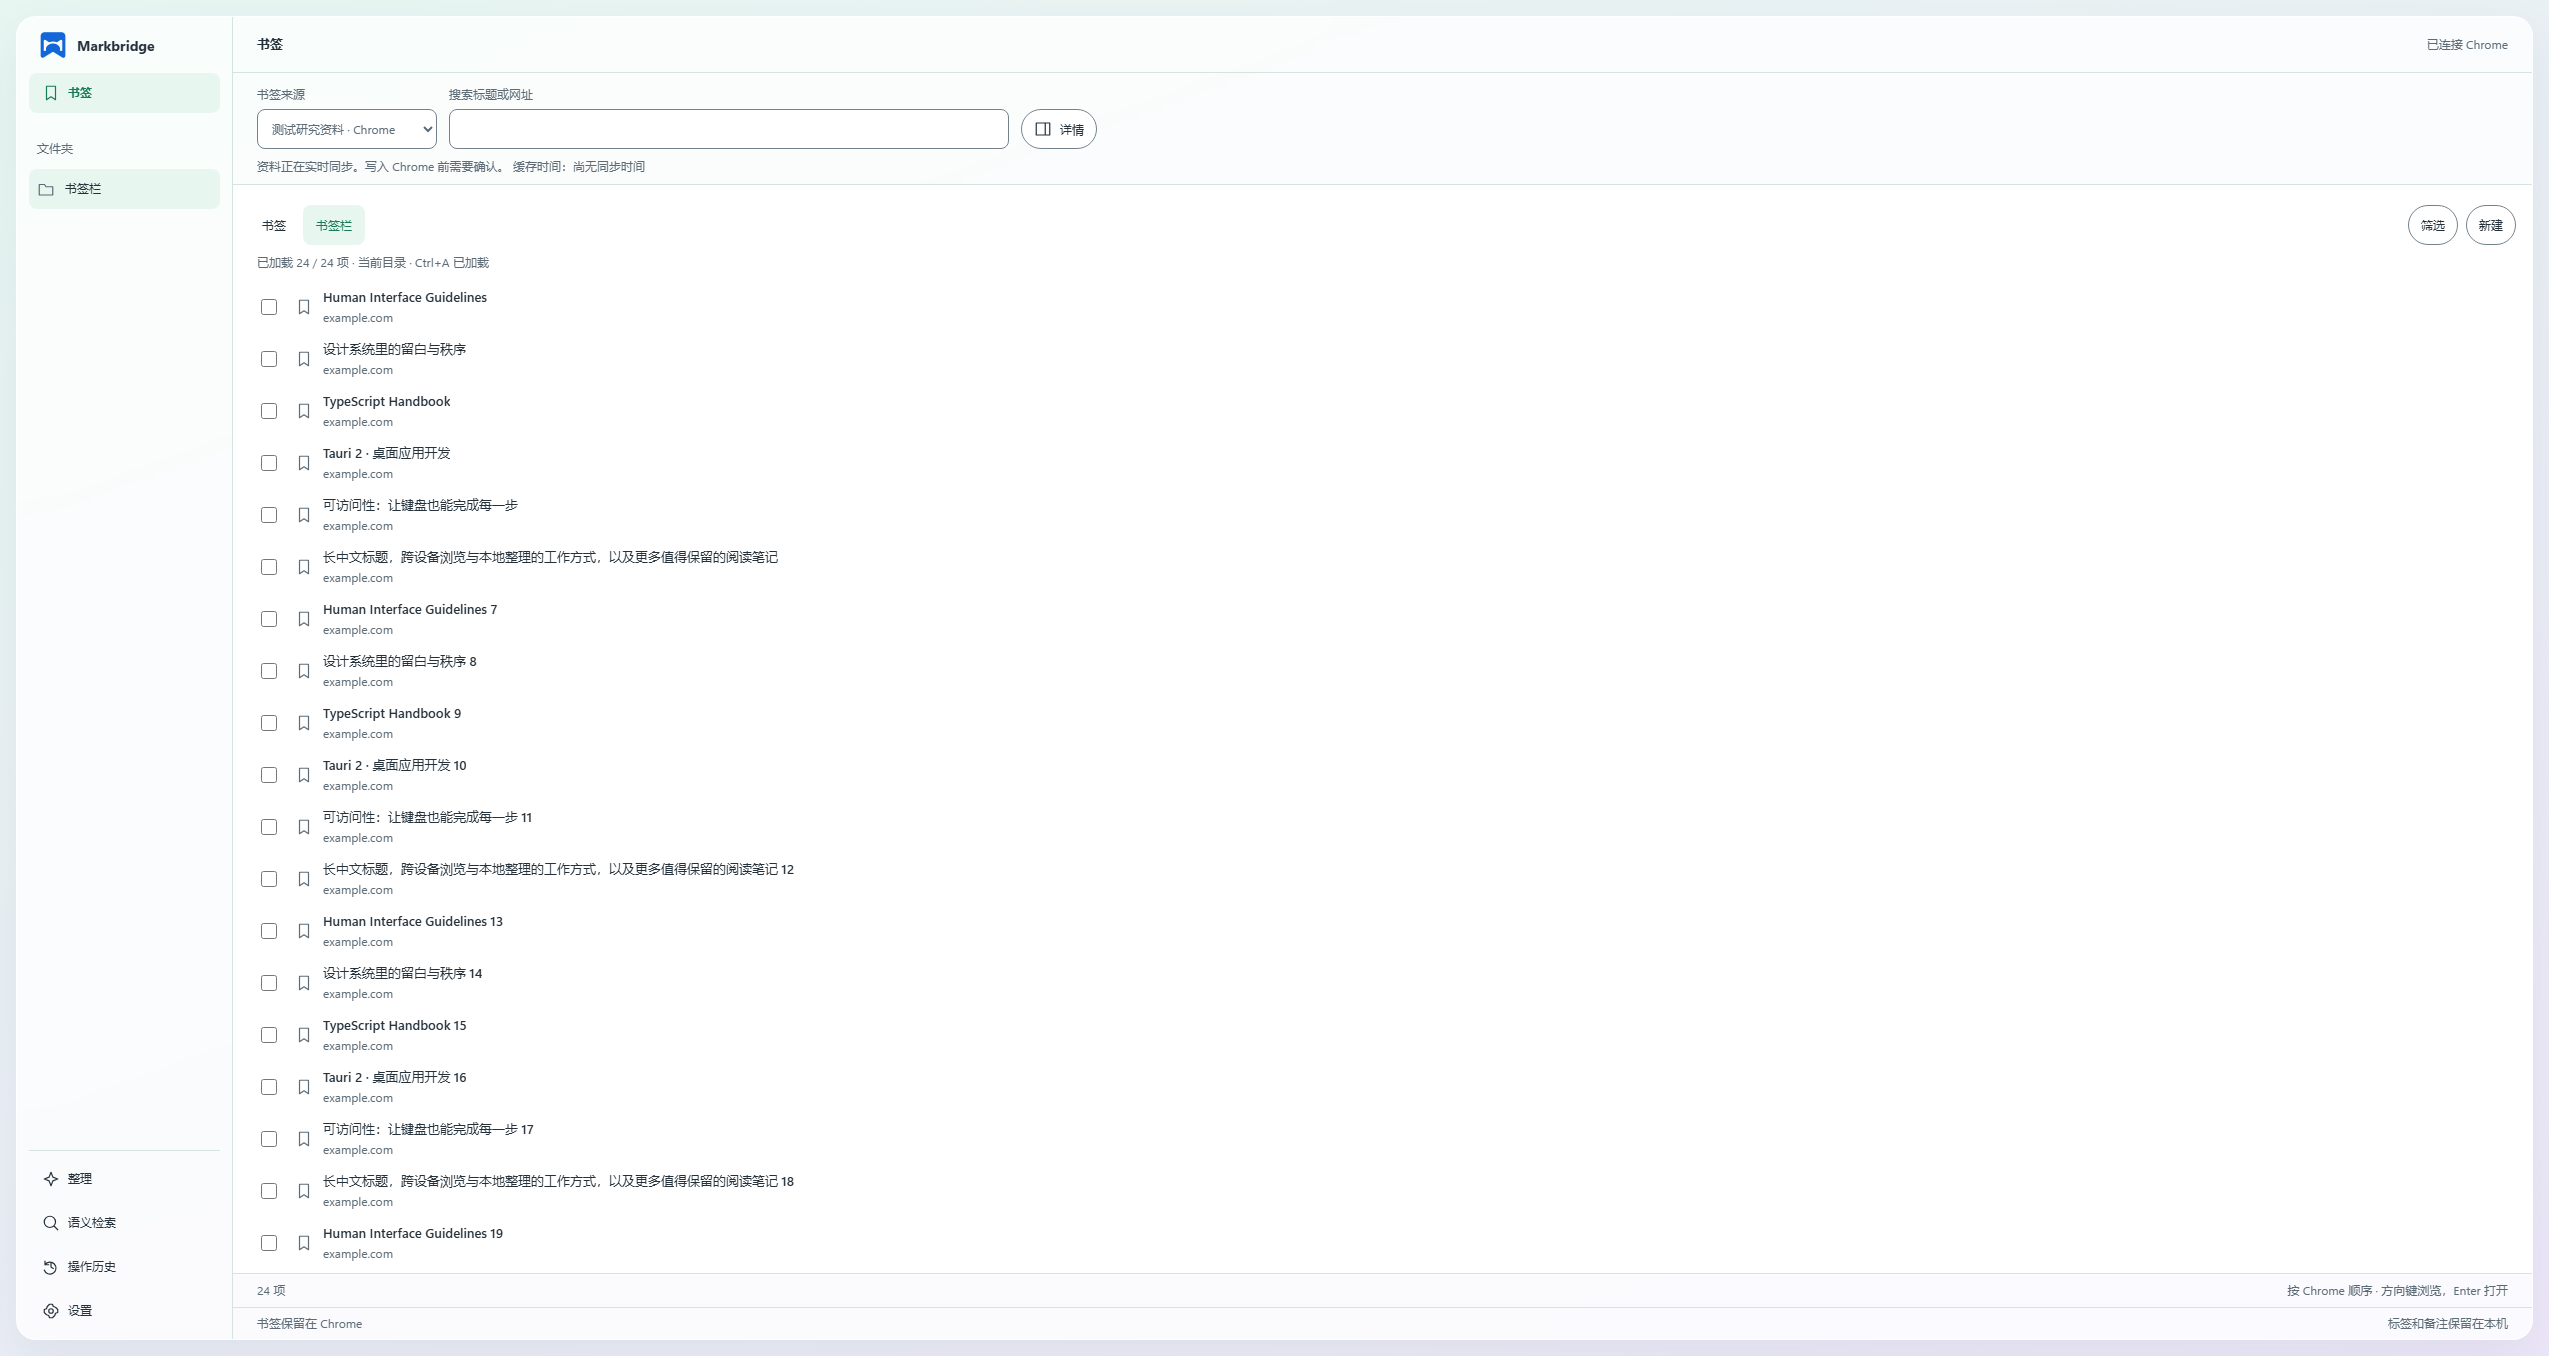 Markbridge
书签
文件夹
书签栏
整理
语义检索
操作历史
设置
书签
已连接 Chrome
书签来源
搜索标题或网址
测试研究资料 · Chrome
详情
资料正在实时同步。写入 Chrome 前需要确认。 缓存时间：尚无同步时间
书签
书签栏
筛选
新建
已加载 24 / 24 项 · 当前目录 · Ctrl+A 已加载
Human Interface Guidelines
example.com
设计系统里的留白与秩序
example.com
TypeScript Handbook
example.com
Tauri 2 · 桌面应用开发
example.com
可访问性：让键盘也能完成每一步
example.com
长中文标题，跨设备浏览与本地整理的工作方式，以及更多值得保留的阅读笔记
example.com
Human Interface Guidelines 7
example.com
设计系统里的留白与秩序 8
example.com
TypeScript Handbook 9
example.com
Tauri 2 · 桌面应用开发 10
example.com
可访问性：让键盘也能完成每一步 11
example.com
长中文标题，跨设备浏览与本地整理的工作方式，以及更多值得保留的阅读笔记 12
example.com
Human Interface Guidelines 13
example.com
设计系统里的留白与秩序 14
example.com
TypeScript Handbook 15
example.com
Tauri 2 · 桌面应用开发 16
example.com
可访问性：让键盘也能完成每一步 17
example.com
长中文标题，跨设备浏览与本地整理的工作方式，以及更多值得保留的阅读笔记 18
example.com
Human Interface Guidelines 19
example.com
24 项
按 Chrome 顺序 · 方向键浏览，Enter 打开
书签保留在 Chrome
标签和备注保留在本机